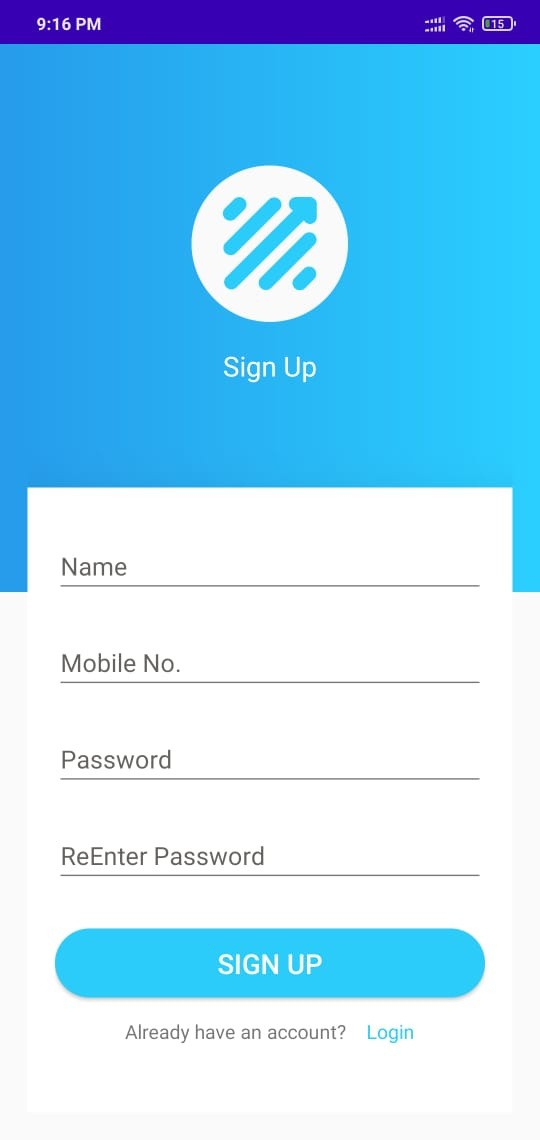 9:16 PM 15
Sign Up
Name
Mobile No.
Password
ReEnter Password
SIGN UP
Already have an account? Login